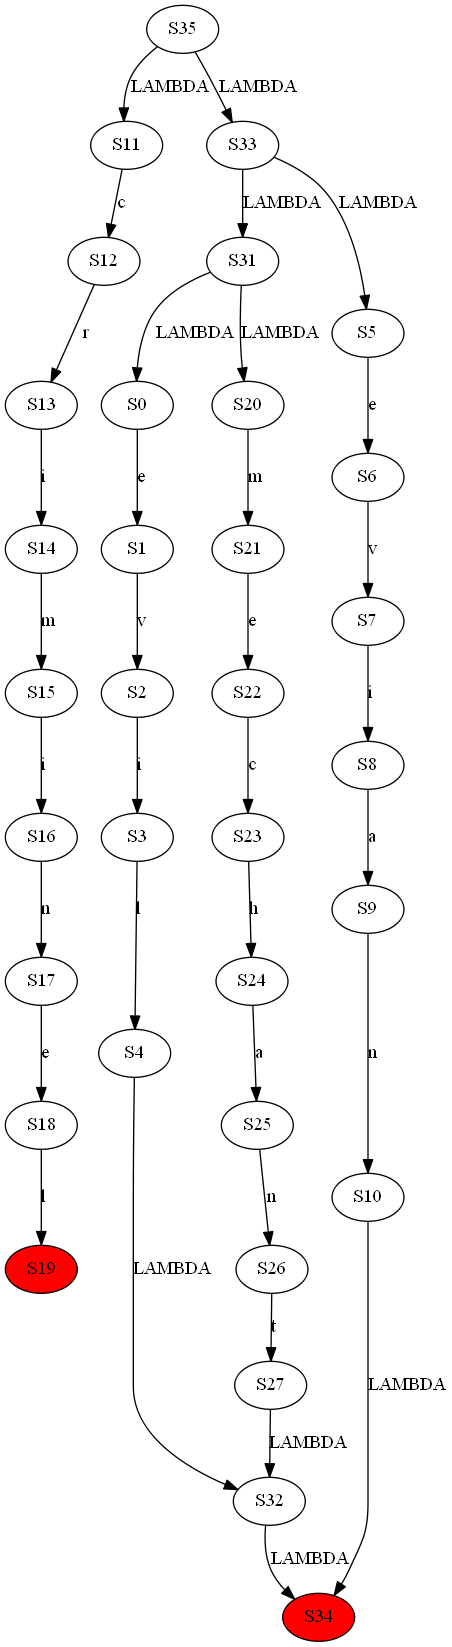 S35
LAMBDA LAMBDA
S11 S33
c LAMBDA LAMBDA
S12 S31
r LAMBDA LAMBDA S5
S13 S0 S20 e
i e m S6
S14 S1 S21 v
m v e S7
S15 S2 S22 i
i i c S8
S16 S3 S23 a
n l h S9
S17 S24
e S4 a n
S18 S25
l n S10
S19 LAMBDA S26
t
S27 LAMBDA
LAMBDA
S32
LAMBDA
S34